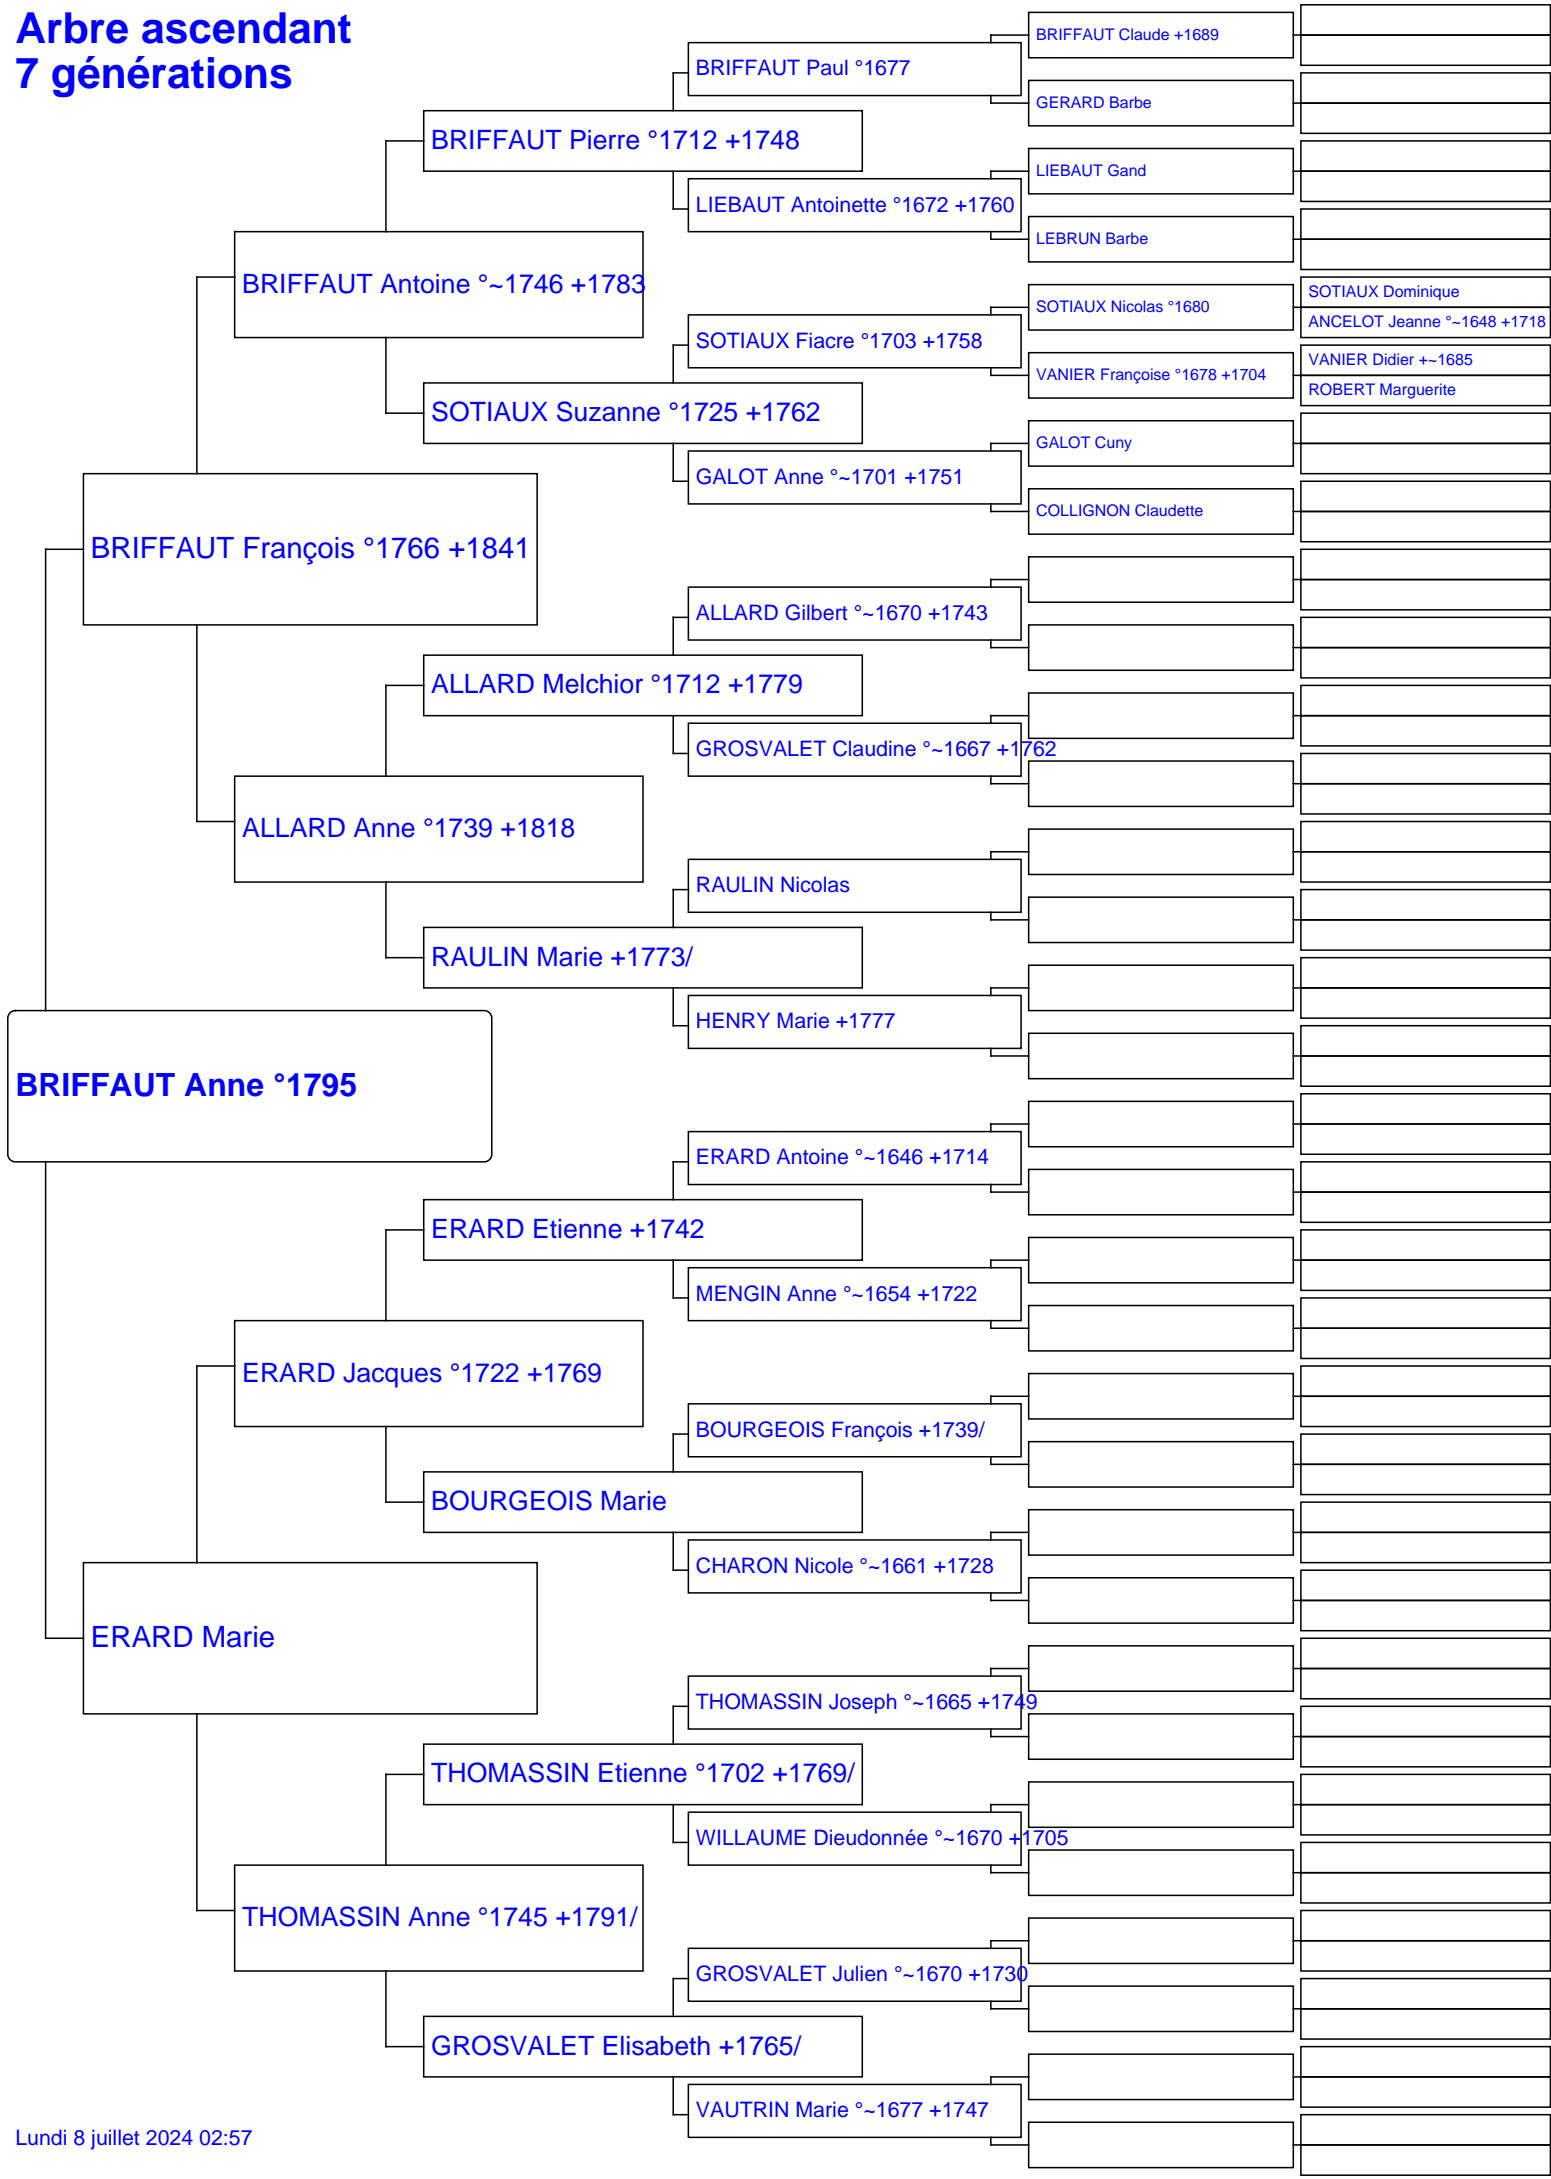 Arbre ascendant
7 générations
BRIFFAUT Claude +1689
BRIFFAUT Paul °1677
GERARD Barbe
BRIFFAUT Pierre °1712 +1748
LIEBAUT Gand
LIEBAUT Antoinette °1672 +1760
LEBRUN Barbe
BRIFFAUT Antoine °~1746 +1783
SOTIAUX Dominique
SOTIAUX Nicolas °1680
ANCELOT Jeanne °~1648 +1718
SOTIAUX Fiacre °1703 +1758
VANIER Didier +~1685
VANIER Françoise °1678 +1704
ROBERT Marguerite
SOTIAUX Suzanne °1725 +1762
GALOT Cuny
GALOT Anne °~1701 +1751
COLLIGNON Claudette
BRIFFAUT François °1766 +1841
ALLARD Gilbert °~1670 +1743
ALLARD Melchior °1712 +1779
GROSVALET Claudine °~1667 +1762
ALLARD Anne °1739 +1818
RAULIN Nicolas
RAULIN Marie +1773/
HENRY Marie +1777
BRIFFAUT Anne °1795
ERARD Antoine °~1646 +1714
ERARD Etienne +1742
MENGIN Anne °~1654 +1722
ERARD Jacques °1722 +1769
BOURGEOIS François +1739/
BOURGEOIS Marie
CHARON Nicole °~1661 +1728
ERARD Marie
THOMASSIN Joseph °~1665 +1749
THOMASSIN Etienne °1702 +1769/
WILLAUME Dieudonnée °~1670 +1705
THOMASSIN Anne °1745 +1791/
GROSVALET Julien °~1670 +1730
GROSVALET Elisabeth +1765/
VAUTRIN Marie °~1677 +1747
Lundi 8 juillet 2024 02:57